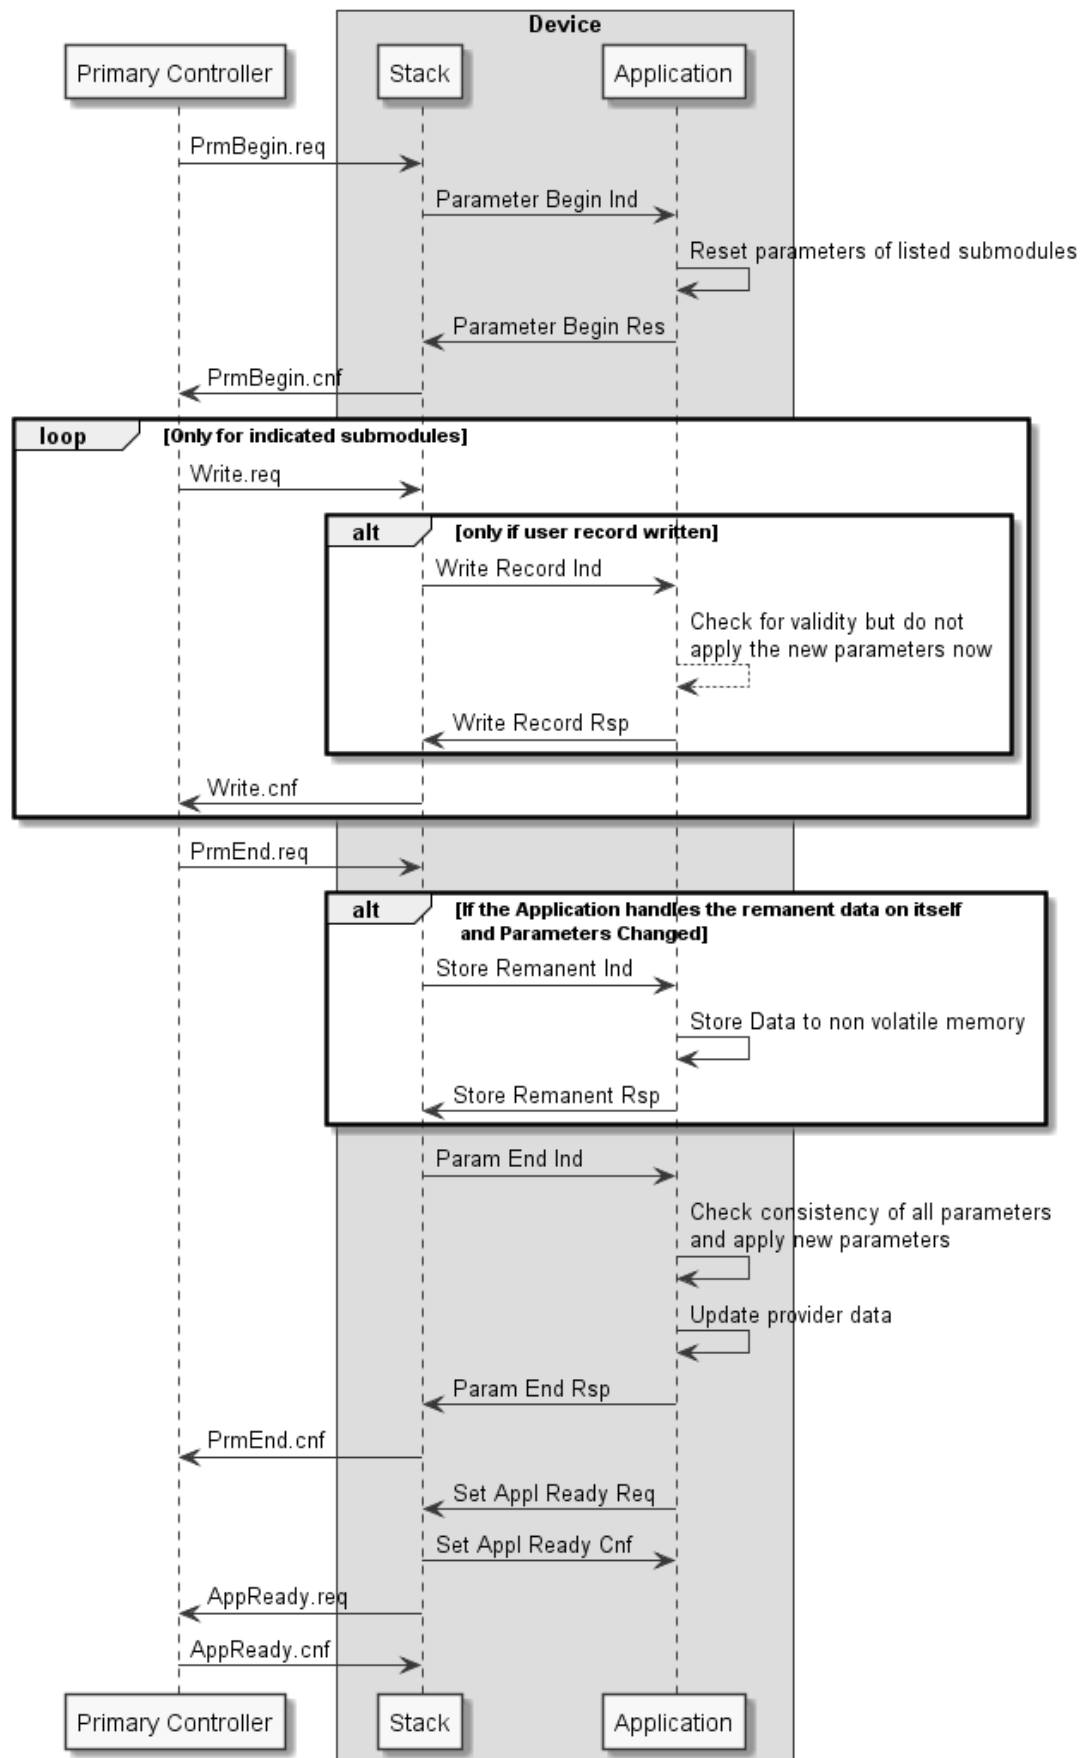 Device
Primary Controller
Stack
Application
PrmBegin.req
Parameter Begin Ind
Reset parameters of listed submodules
Parameter Begin Res
PrmBegin.cnf
loop
[Only for indicated submodules]
Write.req
alt
[only if user record written]
Write Record Ind
Check for validity but do not
apply the new parameters now
Write Record Rsp
Write.cnf
PrmEnd.req
alt
[If the Application handles the remanent data on itself
and Parameters Changed]
Store Remanent Ind
Store Data to non volatile memory
Store Remanent Rsp
Param End Ind
Check consistency of all parameters
and apply new parameters
Update provider data
Param End Rsp
PrmEnd.cnf
Set Appl Ready Req
Set Appl Ready Cnf
AppReady.req
AppReady.cnf
Primary Controller
Stack
Application